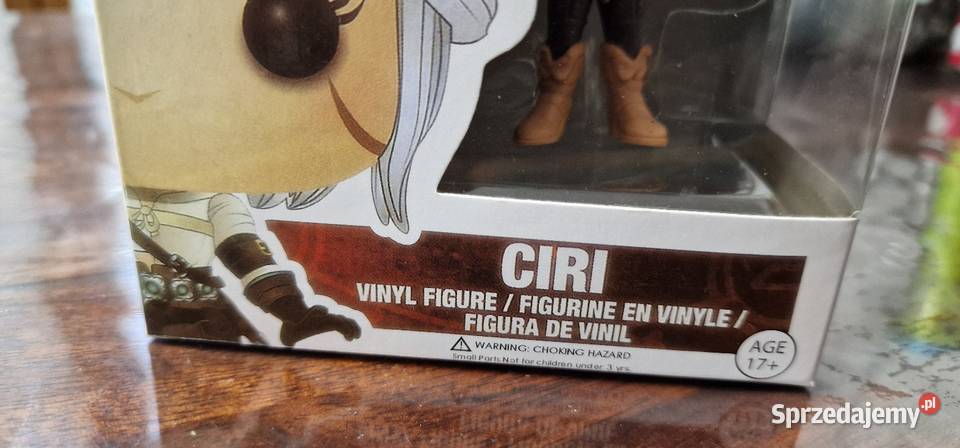 CIRI
VINYL FIGURE / FIGURINE EN VINYLE /
FIGURA DE VINIL
WARNING: CHOKING HAZARD
Small Parts Not for children under 3 yrs.
AGE
17+
Sprzedajemy.pl